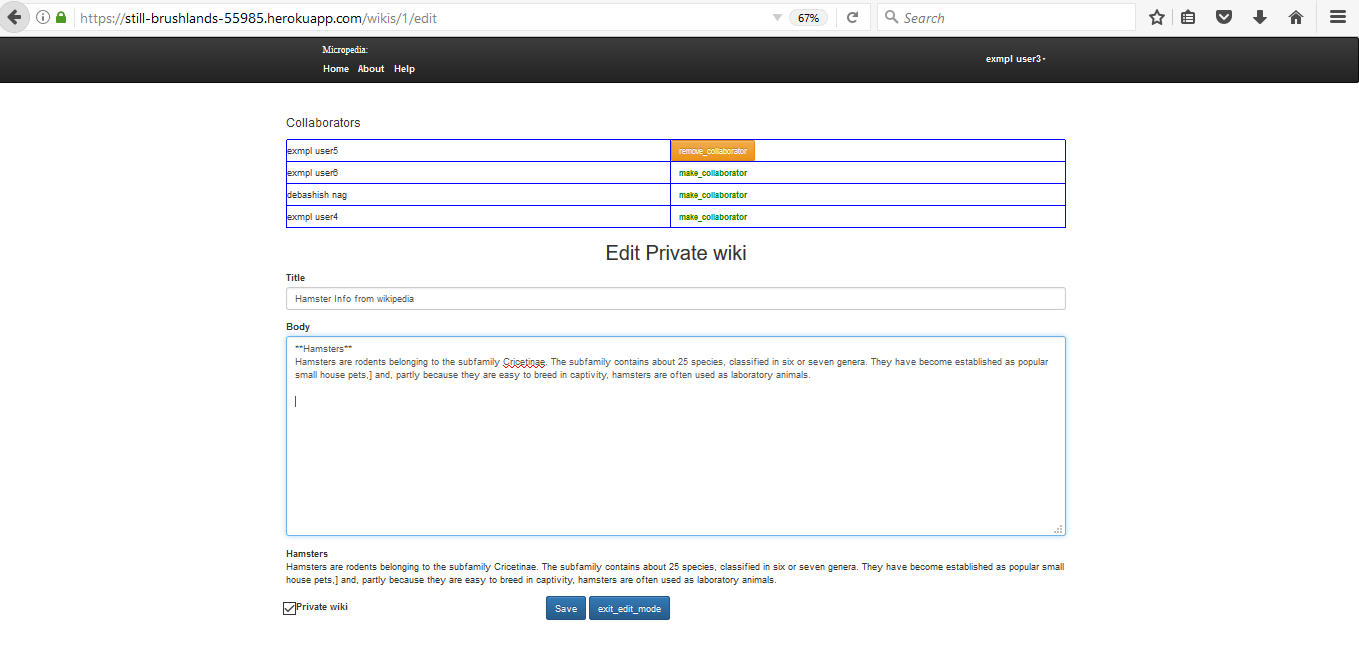 https://still-brushlands-55985.herokuapp.com/wikis/1/edit 67% Search
Micropedia:
Home About Help exmpl user3
Collaborators
exmpl user5 remove_collaborator
exmpl user6 make_collaborator
debashish nag make_collaborator
exmpl user4 make_collaborator
Edit Private wiki
Title
Hamster Info from wikipedia
Body
**Hamsters**
Hamsters are rodents belonging to the subfamily Cricetinae. The subfamily contains about 25 species, classified in six or seven genera. They have become established as popular
small house pets,] and, partly because they are easy to breed in captivity, hamsters are often used as laboratory animals.
Hamsters
Hamsters are rodents belonging to the subfamily Cricetinae. The subfamily contains about 25 species, classified in six or seven genera. They have become established as popular small
house pets,] and, partly because they are easy to breed in captivity, hamsters are often used as laboratory animals.
Private wiki Save exit_edit_mode